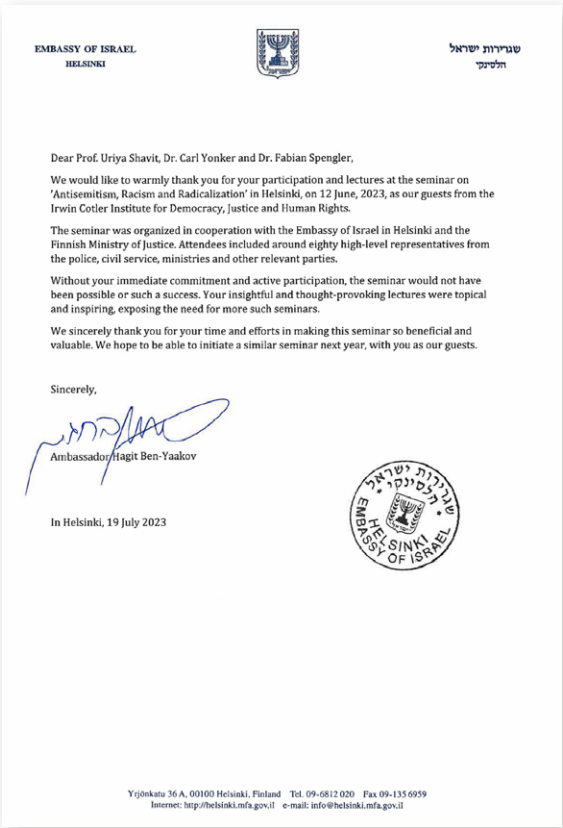 EMBASSY OF ISRAEL
HELSINKI
שגרירות ישראל
הלסינקי
Dear Prof. Uriya Shavit, Dr. Carl Yonker and Dr. Fabian Spengler,
We would like to warmly thank you for your participation and lectures at the seminar on
'Antisemitism, Racism and Radicalization' in Helsinki, on 12 June, 2023, as our guests from the
Irwin Cotler Institute for Democracy, Justice and Human Rights.
The seminar was organized in cooperation with the Embassy of Israel in Helsinki and the
Finnish Ministry of Justice. Attendees included around eighty high-level representatives from
the police, civil service, ministries and other relevant parties.
Without your immediate commitment and active participation, the seminar would not have
been possible or such a success. Your insightful and thought-provoking lectures were topical
and inspiring, exposing the need for more such seminars.
We sincerely thank you for your time and efforts in making this seminar so beneficial and
valuable. We hope to be able to initiate a similar seminar next year, with you as our guests.
Sincerely,
Ambassador Hagit Ben-Yaakov
שגרירות ישראל
הלסינקי
HELSINKI
EMBASSY OF ISRAEL
In Helsinki, 19 July 2023
Yrjönkatu 36 A, 00100 Helsinki, Finland Tel. 09-6812 020 Fax 09-135 6959
Internet: http://helsinki.mfa.gov.il e-mail: info@helsinki.mfa.gov.il